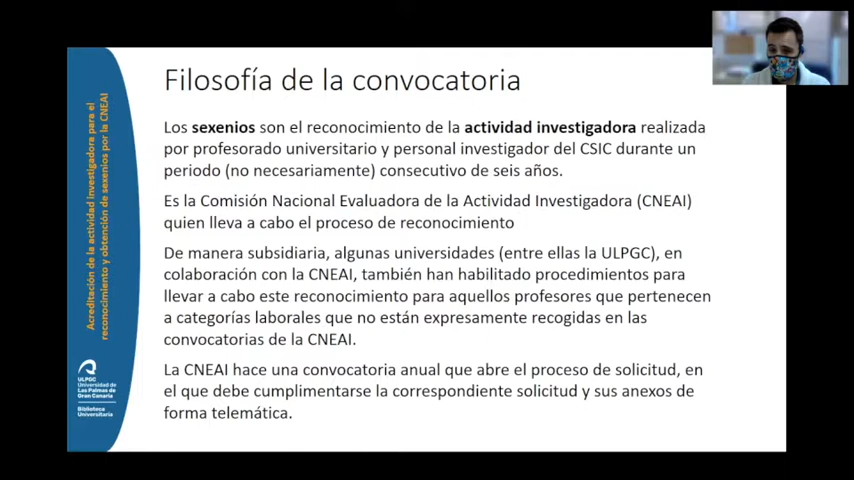 Filosofía de la convocatoria
Los sexenios son el reconocimiento de la actividad investigadora realizada
por profesorado universitario y personal investigador del CSIC durante un
periodo (no necesariamente) consecutivo de seis años.
Es la Comisión Nacional Evaluadora de la Actividad Investigadora (CNEAI)
quien lleva a cabo el proceso de reconocimiento
De manera subsidiaria, algunas universidades (entre ellas la ULPGC), en
colaboración con la CNEAI, también han habilitado procedimientos para
llevar a cabo este reconocimiento para aquellos profesores que pertenecen
a categorías laborales que no están expresamente recogidas en las
convocatorias de la CNEAI.
La CNEAI hace una convocatoria anual que abre el proceso de solicitud, en
el que debe cumplimentarse la correspondiente solicitud y sus anexos de
forma telemática.
Acreditación de la actividad investigadora para el
reconocimiento y obtención de sexenios por la CNEAI
ULPGC
Universidad de
Las Palmas de
Gran Canaria
Biblioteca
Universitaria